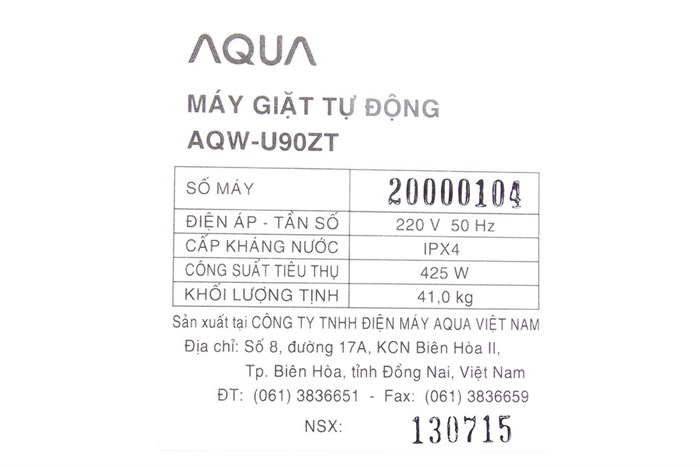 AQUA
MÁY GIẶT TỰ ĐỘNG
AQW-U90ZT
SỐ MÁY 20000104
ĐIỆN ÁP - TẦN SỐ 220 V 50 Hz
CẤP KHÁNG NƯỚC IPX4
CÔNG SUẤT TIÊU THỤ 425 W
KHỐI LƯỢNG TỊNH 41,0 kg
Sản xuất tại CÔNG TY TNHH ĐIỆN MÁY AQUA VIỆT NAM
Địa chỉ: Số 8, đường 17A, KCN Biên Hòa II,
Tp. Biên Hòa, tỉnh Đồng Nai, Việt Nam
ĐT: (061) 3836651 - Fax: (061) 3836659
NSX: 130715